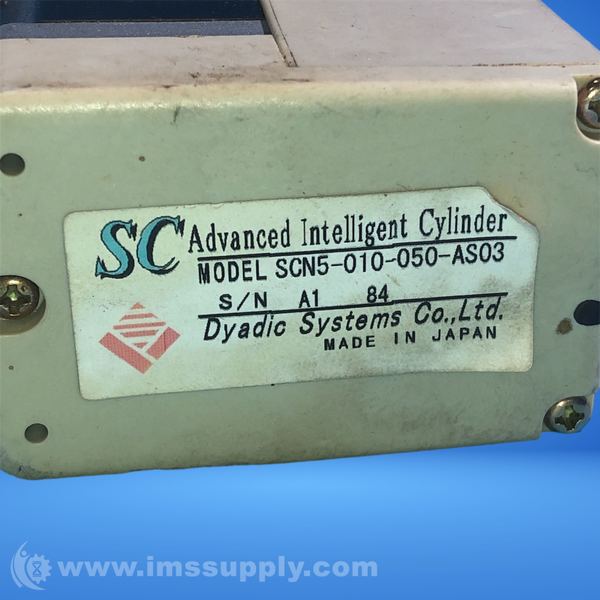 SC Advanced Intelligent Cylinder
MODEL SCN5-010-050-AS03
S/N A1 84
Dyadic Systems Co.,Ltd.
MADE IN JAPAN
www.imssupply.com